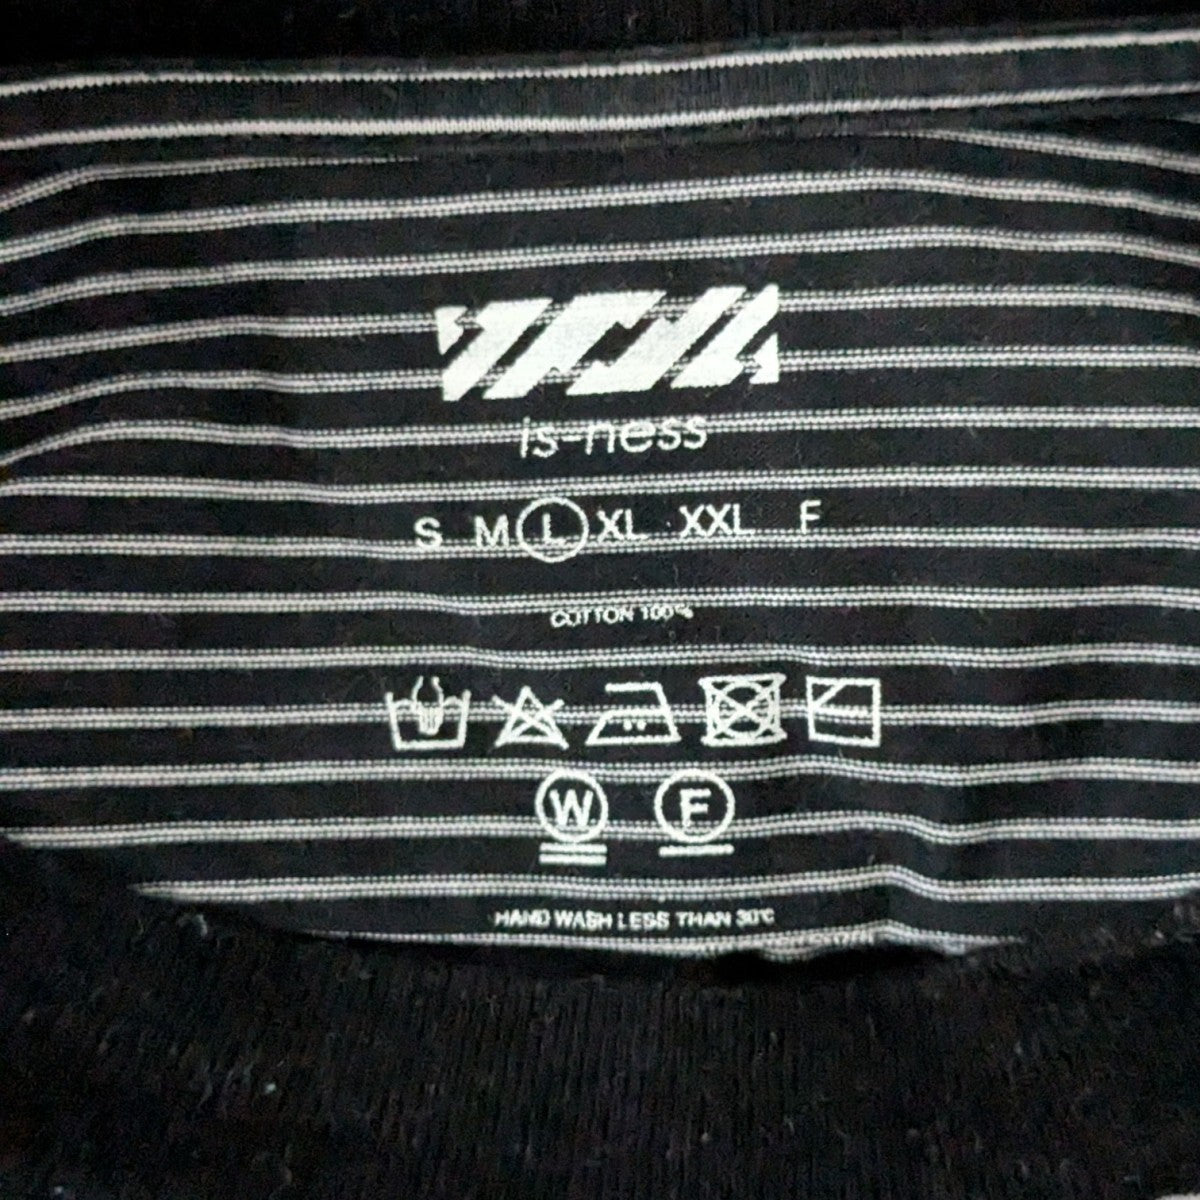 is-ness
S M L XL XXL F
COTTON 100%
W F
HAND WASH LESS THAN 30°C